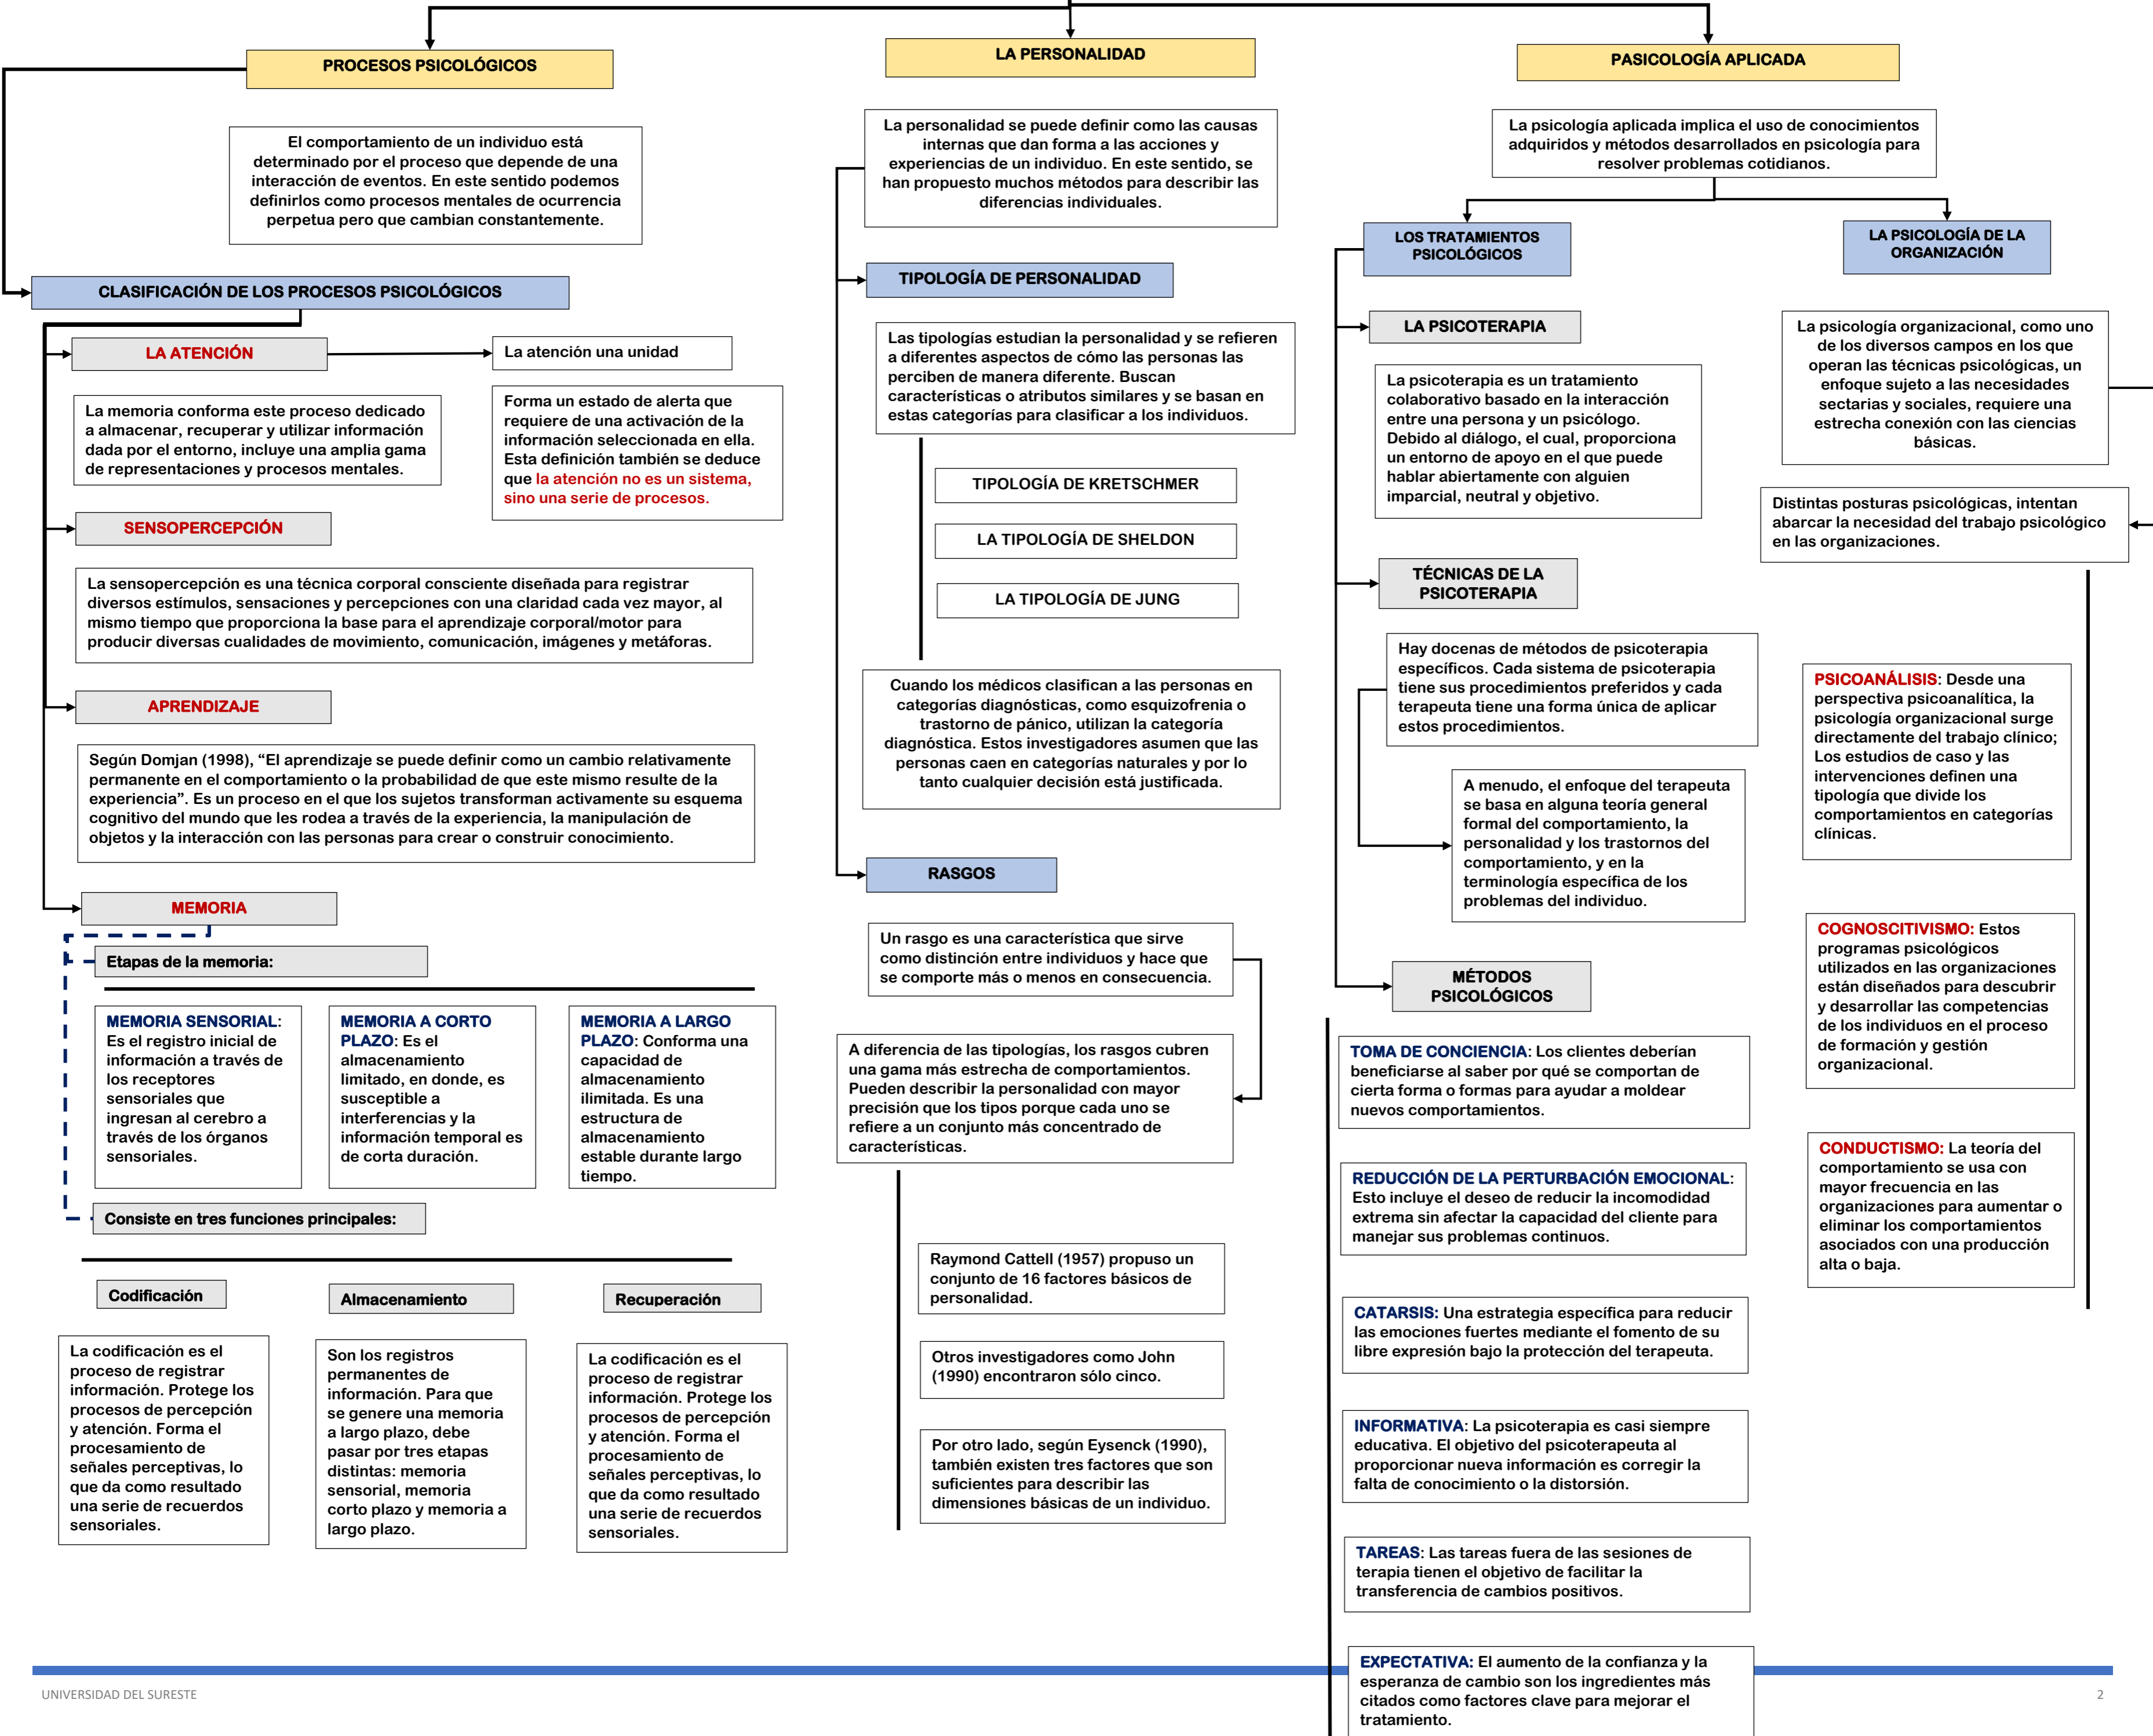 PROCESOS PSICOLÓGICOS
El comportamiento de un individuo está
determinado por el proceso que depende de una
interacción de eventos. En este sentido podemos
definirlos como procesos mentales de ocurrencia
perpetua pero que cambian constantemente.
CLASIFICACIÓN DE LOS PROCESOS PSICOLÓGICOS
LA ATENCIÓN
La atención una unidad
La memoria conforma este proceso dedicado
a almacenar, recuperar y utilizar información
dada por el entorno, incluye una amplia gama
de representaciones y procesos mentales.
Forma un estado de alerta que
requiere de una activación de la
información seleccionada en ella.
Esta definición también se deduce
que la atención no es un sistema,
sino una serie de procesos.
SENSOPERCEPCIÓN
La sensopercepción es una técnica corporal consciente diseñada para registrar
diversos estímulos, sensaciones y percepciones con una claridad cada vez mayor, al
mismo tiempo que proporciona la base para el aprendizaje corporal/motor para
producir diversas cualidades de movimiento, comunicación, imágenes y metáforas.
APRENDIZAJE
Según Domjan (1998), “El aprendizaje se puede definir como un cambio relativamente
permanente en el comportamiento o la probabilidad de que este mismo resulte de la
experiencia”. Es un proceso en el que los sujetos transforman activamente su esquema
cognitivo del mundo que les rodea a través de la experiencia, la manipulación de
objetos y la interacción con las personas para crear o construir conocimiento.
MEMORIA
Etapas de la memoria:
MEMORIA SENSORIAL:
Es el registro inicial de
información a través de
los receptores
sensoriales que
ingresan al cerebro a
través de los órganos
sensoriales.
MEMORIA A CORTO
PLAZO: Es el
almacenamiento
limitado, en donde, es
susceptible a
interferencias y la
información temporal es
de corta duración.
MEMORIA A LARGO
PLAZO: Conforma una
capacidad de
almacenamiento
ilimitada. Es una
estructura de
almacenamiento
estable durante largo
tiempo.
Consiste en tres funciones principales:
Codificación
La codificación es el
proceso de registrar
información. Protege los
procesos de percepción
y atención. Forma el
procesamiento de
señales perceptivas, lo
que da como resultado
una serie de recuerdos
sensoriales.
Almacenamiento
Son los registros
permanentes de
información. Para que
se genere una memoria
a largo plazo, debe
pasar por tres etapas
distintas: memoria
sensorial, memoria
corto plazo y memoria a
largo plazo.
Recuperación
La codificación es el
proceso de registrar
información. Protege los
procesos de percepción
y atención. Forma el
procesamiento de
señales perceptivas, lo
que da como resultado
una serie de recuerdos
sensoriales.
LA PERSONALIDAD
La personalidad se puede definir como las causas
internas que dan forma a las acciones y
experiencias de un individuo. En este sentido, se
han propuesto muchos métodos para describir las
diferencias individuales.
TIPOLOGÍA DE PERSONALIDAD
Las tipologías estudian la personalidad y se refieren
a diferentes aspectos de cómo las personas las
perciben de manera diferente. Buscan
características o atributos similares y se basan en
estas categorías para clasificar a los individuos.
TIPOLOGÍA DE KRETSCHMER
LA TIPOLOGÍA DE SHELDON
LA TIPOLOGÍA DE JUNG
Cuando los médicos clasifican a las personas en
categorías diagnósticas, como esquizofrenia o
trastorno de pánico, utilizan la categoría
diagnóstica. Estos investigadores asumen que las
personas caen en categorías naturales y por lo
tanto cualquier decisión está justificada.
RASGOS
Un rasgo es una característica que sirve
como distinción entre individuos y hace que
se comporte más o menos en consecuencia.
A diferencia de las tipologías, los rasgos cubren
una gama más estrecha de comportamientos.
Pueden describir la personalidad con mayor
precisión que los tipos porque cada uno se
refiere a un conjunto más concentrado de
características.
Raymond Cattell (1957) propuso un
conjunto de 16 factores básicos de
personalidad.
Otros investigadores como John
(1990) encontraron sólo cinco.
Por otro lado, según Eysenck (1990),
también existen tres factores que son
suficientes para describir las
dimensiones básicas de un individuo.
PASICOLOGÍA APLICADA
La psicología aplicada implica el uso de conocimientos
adquiridos y métodos desarrollados en psicología para
resolver problemas cotidianos.
LOS TRATAMIENTOS
PSICOLÓGICOS
LA PSICOTERAPIA
La psicoterapia es un tratamiento
colaborativo basado en la interacción
entre una persona y un psicólogo.
Debido al diálogo, el cual, proporciona
un entorno de apoyo en el que puede
hablar abiertamente con alguien
imparcial, neutral y objetivo.
TÉCNICAS DE LA
PSICOTERAPIA
Hay docenas de métodos de psicoterapia
específicos. Cada sistema de psicoterapia
tiene sus procedimientos preferidos y cada
terapeuta tiene una forma única de aplicar
estos procedimientos.
A menudo, el enfoque del terapeuta
se basa en alguna teoría general
formal del comportamiento, la
personalidad y los trastornos del
comportamiento, y en la
terminología específica de los
problemas del individuo.
MÉTODOS
PSICOLÓGICOS
TOMA DE CONCIENCIA: Los clientes deberían
beneficiarse al saber por qué se comportan de
cierta forma o formas para ayudar a moldear
nuevos comportamientos.
REDUCCIÓN DE LA PERTURBACIÓN EMOCIONAL:
Esto incluye el deseo de reducir la incomodidad
extrema sin afectar la capacidad del cliente para
manejar sus problemas continuos.
CATARSIS: Una estrategia específica para reducir
las emociones fuertes mediante el fomento de su
libre expresión bajo la protección del terapeuta.
INFORMATIVA: La psicoterapia es casi siempre
educativa. El objetivo del psicoterapeuta al
proporcionar nueva información es corregir la
falta de conocimiento o la distorsión.
TAREAS: Las tareas fuera de las sesiones de
terapia tienen el objetivo de facilitar la
transferencia de cambios positivos.
EXPECTATIVA: El aumento de la confianza y la
esperanza de cambio son los ingredientes más
citados como factores clave para mejorar el
tratamiento.
LA PSICOLOGÍA DE LA
ORGANIZACIÓN
La psicología organizacional, como uno
de los diversos campos en los que
operan las técnicas psicológicas, un
enfoque sujeto a las necesidades
sectarias y sociales, requiere una
estrecha conexión con las ciencias
básicas.
Distintas posturas psicológicas, intentan
abarcar la necesidad del trabajo psicológico
en las organizaciones.
PSICOANÁLISIS: Desde una
perspectiva psicoanalítica, la
psicología organizacional surge
directamente del trabajo clínico;
Los estudios de caso y las
intervenciones definen una
tipología que divide los
comportamientos en categorías
clínicas.
COGNOSCITIVISMO: Estos
programas psicológicos
utilizados en las organizaciones
están diseñados para descubrir
y desarrollar las competencias
de los individuos en el proceso
de formación y gestión
organizacional.
CONDUCTISMO: La teoría del
comportamiento se usa con
mayor frecuencia en las
organizaciones para aumentar o
eliminar los comportamientos
asociados con una producción
alta o baja.
UNIVERSIDAD DEL SURESTE
2